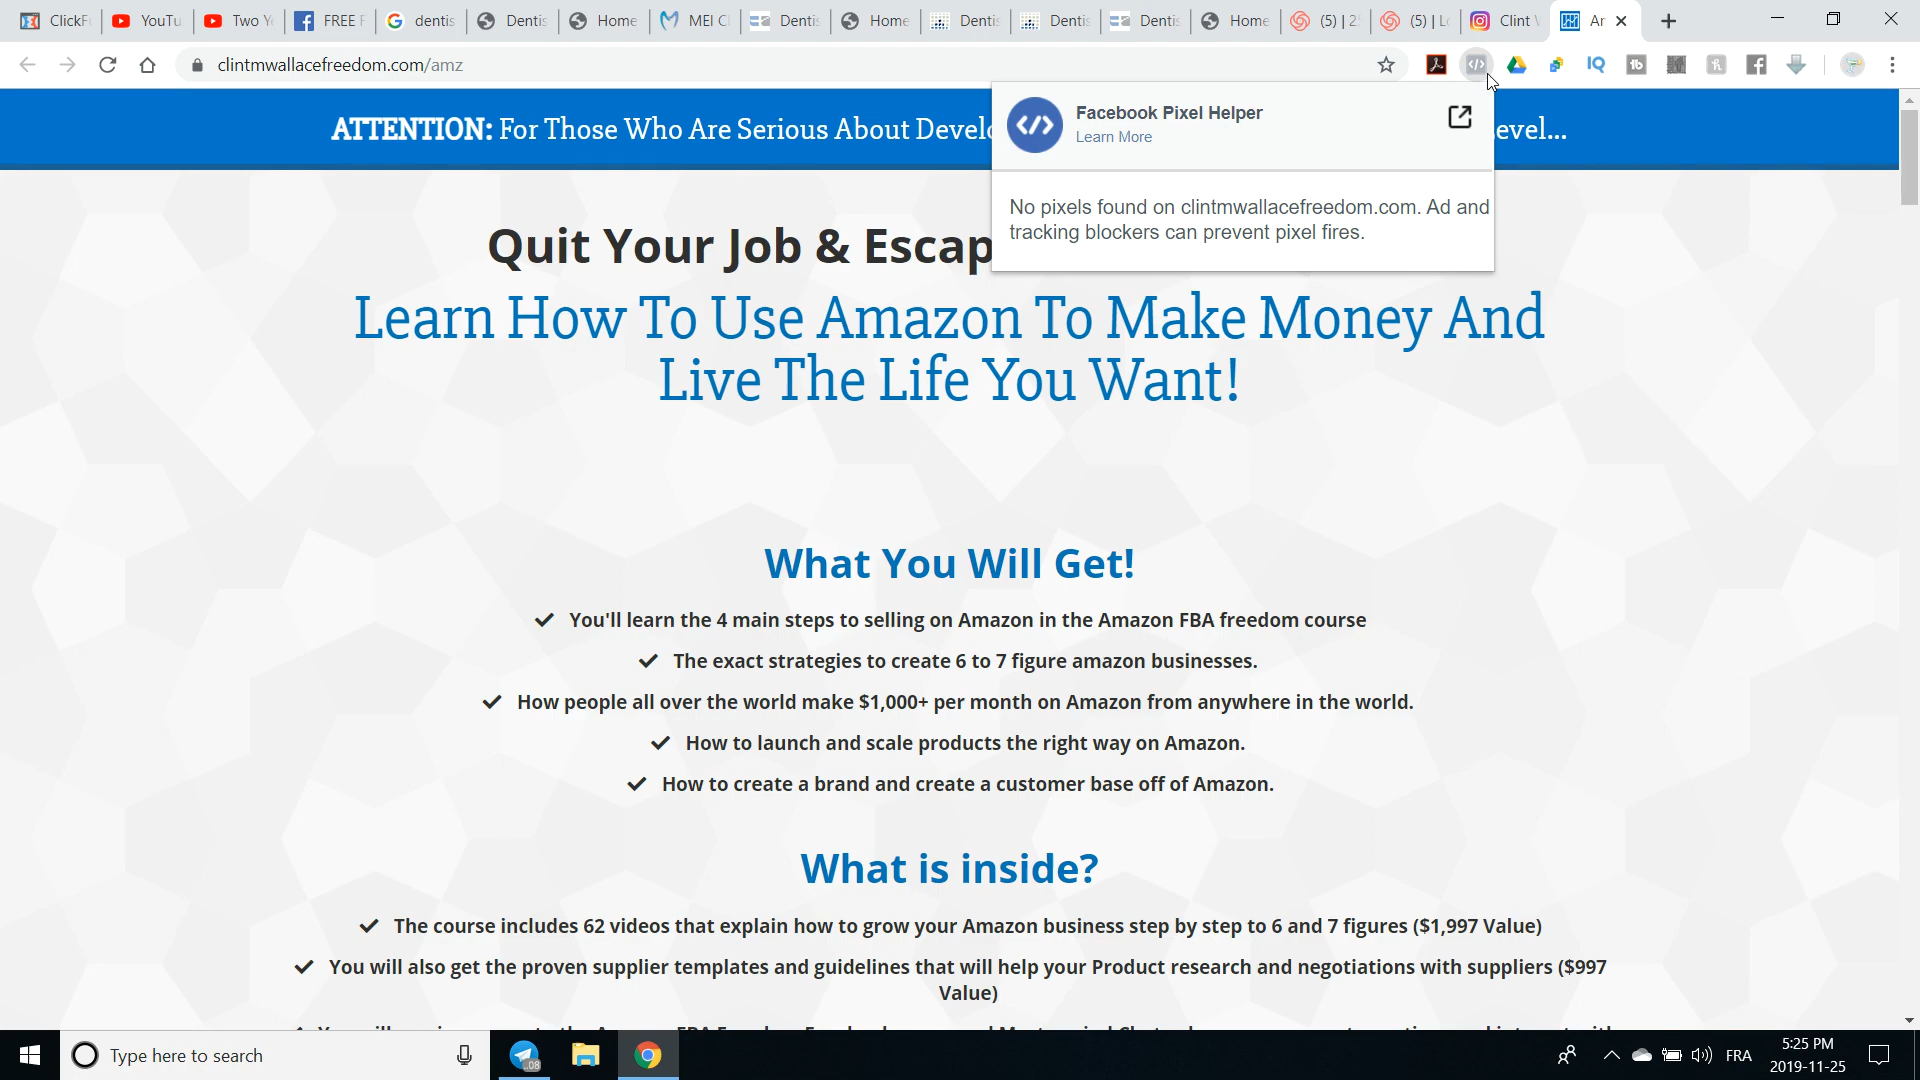 ClickF YouTu Two Y FREE F dentis Dentis Home MEI Cl Dentis Home Dentis Dentis Dentis Home (5) | 2 (5) | L Clint Ar
clintmwallacefreedom.com/amz
ATTENTION: For Those Who Are Serious About Devel evel...
Facebook Pixel Helper
Learn More
No pixels found on clintmwallacefreedom.com. Ad and
tracking blockers can prevent pixel fires.
Quit Your Job & Escap
Learn How To Use Amazon To Make Money And
Live The Life You Want!
What You Will Get!
You'll learn the 4 main steps to selling on Amazon in the Amazon FBA freedom course
The exact strategies to create 6 to 7 figure amazon businesses.
How people all over the world make $1,000+ per month on Amazon from anywhere in the world.
How to launch and scale products the right way on Amazon.
How to create a brand and create a customer base off of Amazon.
What is inside?
The course includes 62 videos that explain how to grow your Amazon business step by step to 6 and 7 figures ($1,997 Value)
You will also get the proven supplier templates and guidelines that will help your Product research and negotiations with suppliers ($997
Value)
Type here to search
.08
FRA
5:25 PM
2019-11-25